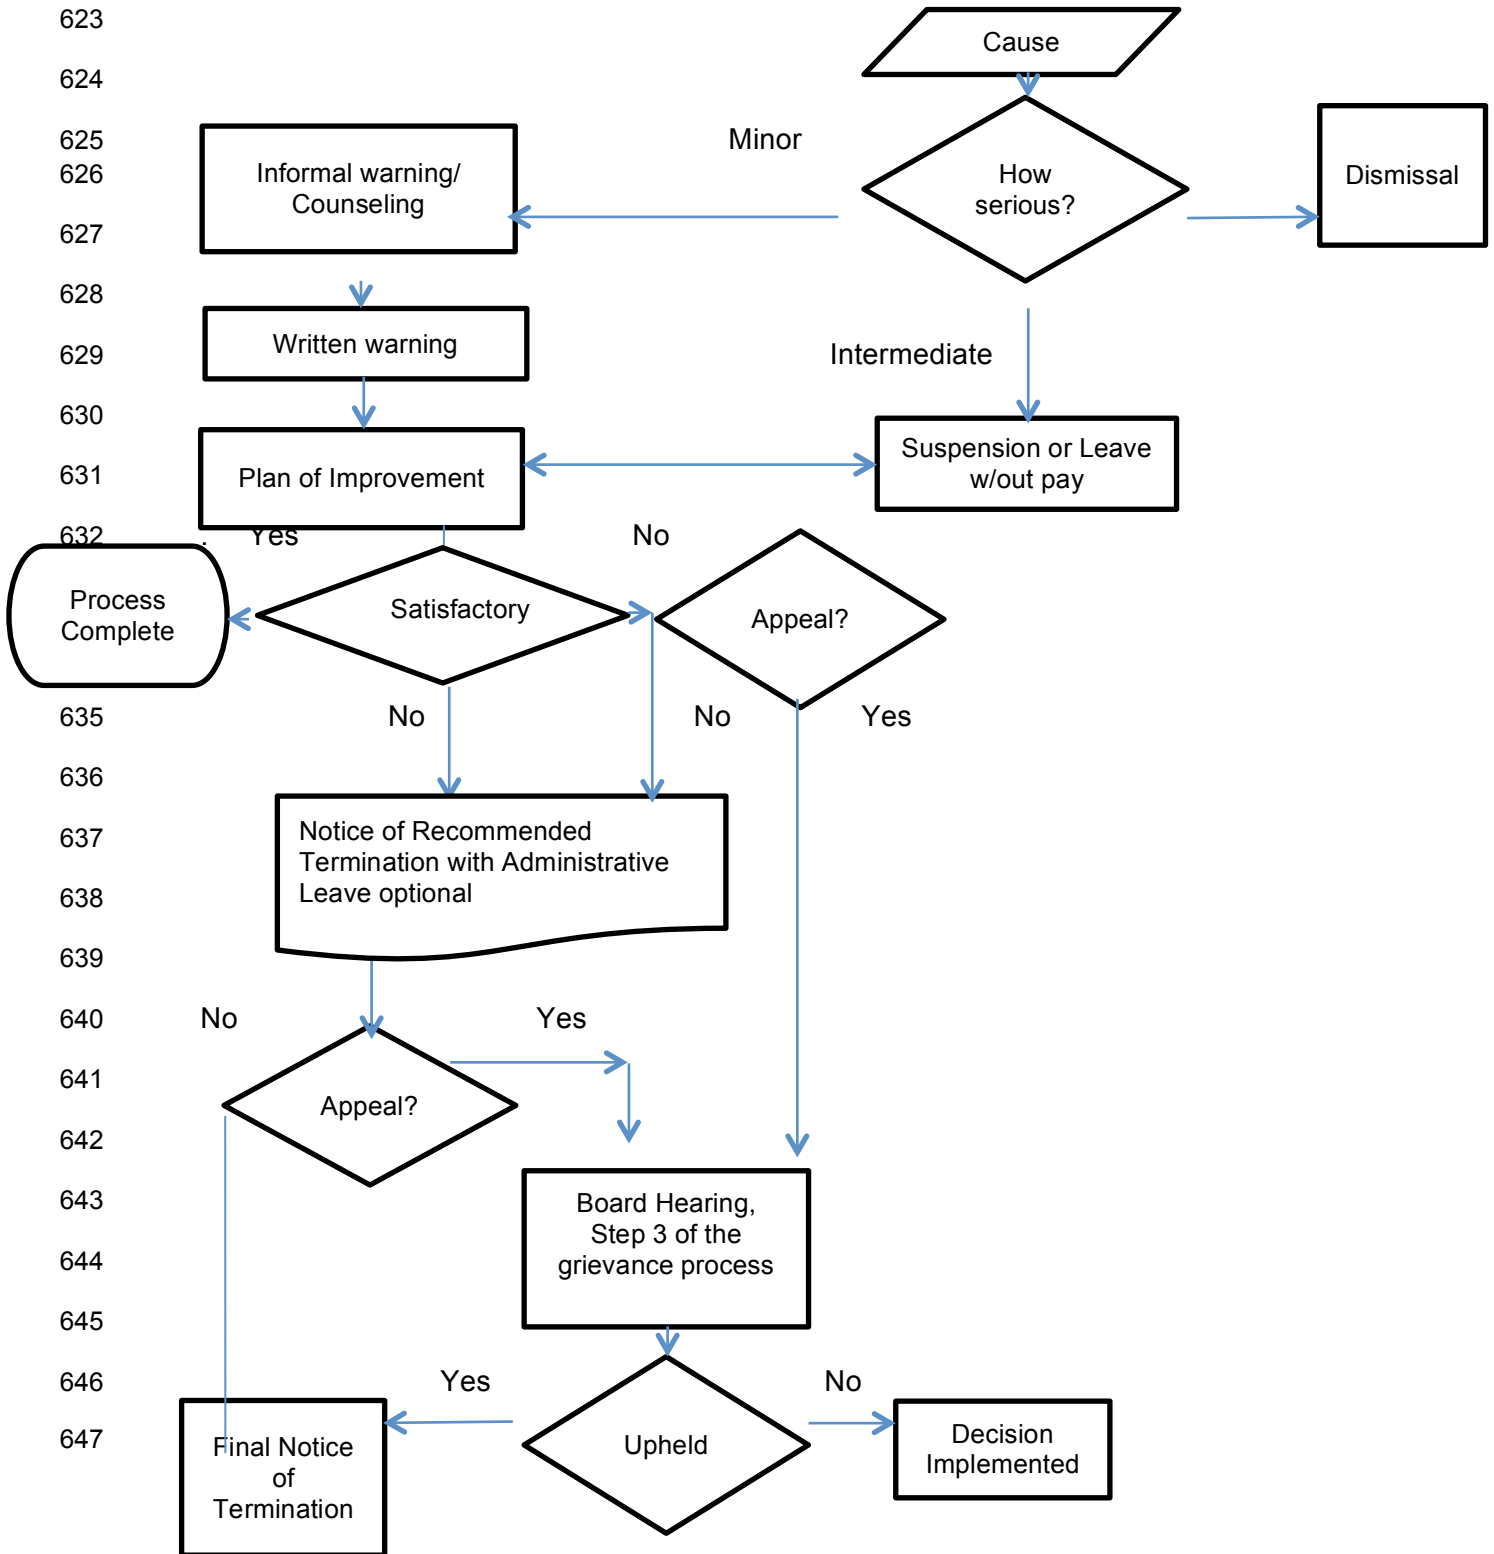 623
Cause
624
625
Minor
626
Informal warning/
Counseling
How
serious?
Dismissal
627
628
629
Written warning
Intermediate
630
631
Plan of Improvement
Suspension or Leave
w/out pay
632
. Yes
No
Process
Complete
Satisfactory
Appeal?
635
No
No
Yes
636
637
Notice of Recommended
Termination with Administrative
Leave optional
638
639
640
No
Yes
641
Appeal?
642
643
Board Hearing,
Step 3 of the
grievance process
644
645
646
Yes
No
647
Final Notice
of
Termination
Upheld
Decision
Implemented